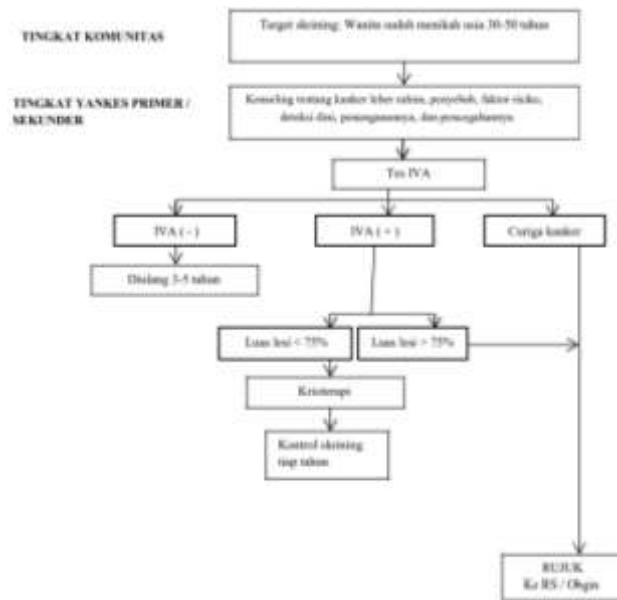 TINGKAT KOMUNITAS
Target skrining: Wanita sudah menikah usia 30-50 tahun
TINGKAT YANKES PRIMER /
SEKUNDER
Konseling tentang kanker leher rahim, penyebab, faktor risiko,
deteksi dini, penanganannya, dan pencegahannya
Tes IVA
IVA ( - )
IVA ( + )
Curiga kanker
Diulang 3-5 tahun
Luas lesi < 75%
Luas lesi > 75%
Krioterapi
Kontrol skrining
tiap tahun
RUJUK
Ke RS / Obgin